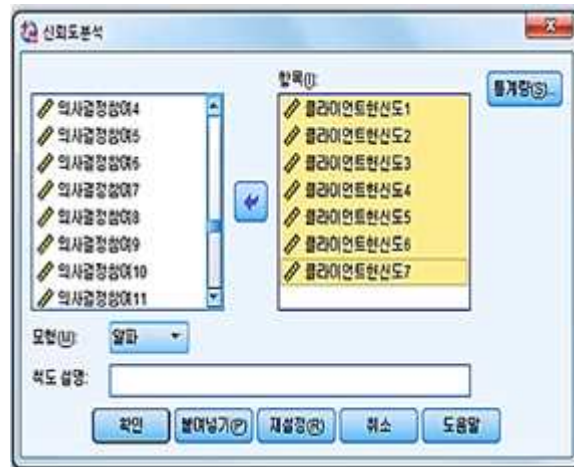 신뢰도분석
항목(I):
통계량(S)...
의사결정참여4
의사결정참여5
의사결정참여6
의사결정참여7
의사결정참여8
의사결정참여9
의사결정참여10
의사결정참여11
클라이언트헌신도1
클라이언트헌신도2
클라이언트헌신도3
클라이언트헌신도4
클라이언트헌신도5
클라이언트헌신도6
클라이언트헌신도7
모형(M):
알파
척도 설명:
확인
붙여넣기(P)
재설정(R)
취소
도움말